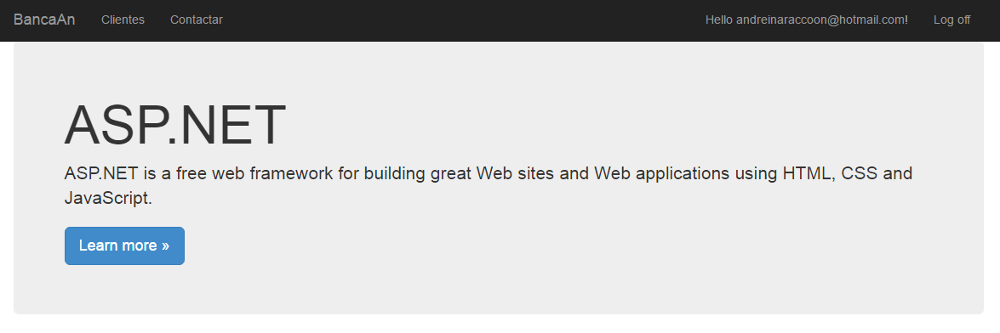 BancaAn Clientes Contactar Hello andreinaraccoon@hotmail.com! Log off
ASP.NET
ASP.NET is a free web framework for building great Web sites and Web applications using HTML, CSS and
JavaScript.
Learn more »